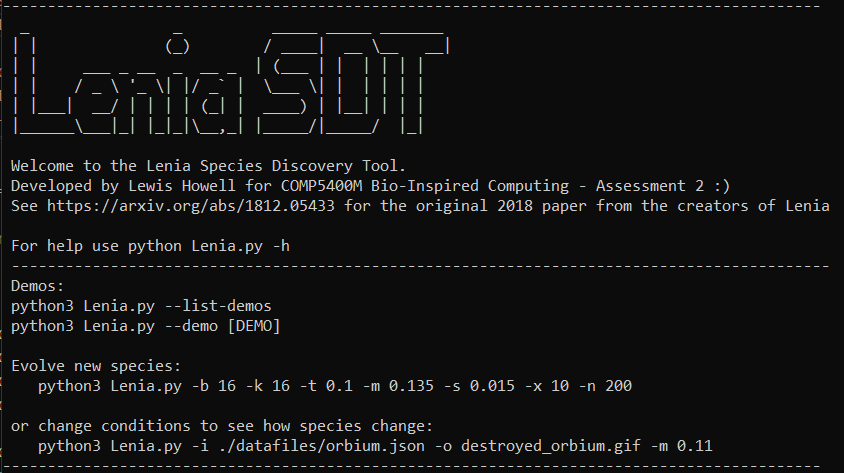 Lenia SDT
Welcome to the Lenia Species Discovery Tool.
Developed by Lewis Howell for COMP5400M Bio-Inspired Computing - Assessment 2 :)
See https://arxiv.org/abs/1812.05433 for the original 2018 paper from the creators of Lenia
For help use python Lenia.py -h
Demos:
python3 Lenia.py --list-demos
python3 Lenia.py --demo [DEMO]
Evolve new species:
python3 Lenia.py -b 16 -k 16 -t 0.1 -m 0.135 -s 0.015 -x 10 -n 200
or change conditions to see how species change:
python3 Lenia.py -i ./datafiles/orbium.json -o destroyed_orbium.gif -m 0.11